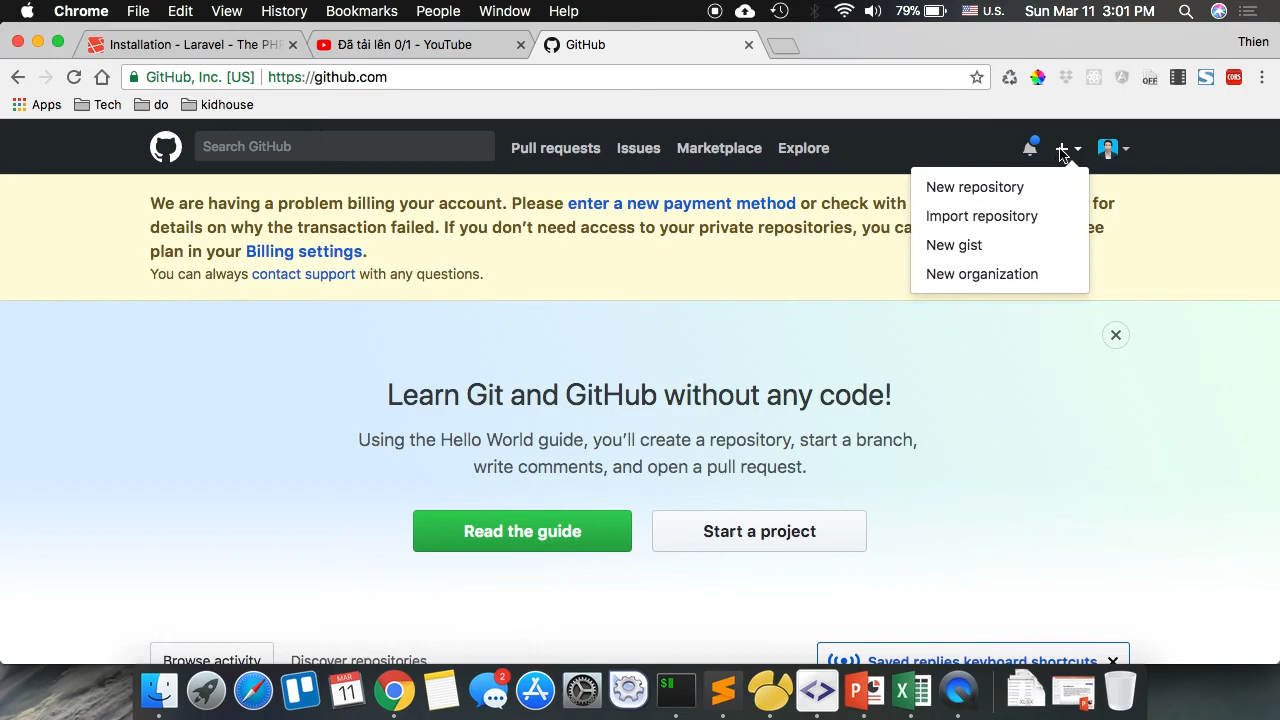 Chrome File Edit View History Bookmarks People Window Help 79% U.S. Sun Mar 11 3:01 PM
Installation - Laravel - The PH
Đã tải lên 0/1 - YouTube
GitHub
Thien
GitHub, Inc. [US] https://github.com
OFF
CORS
Apps Tech do kidhouse
Search GitHub Pull requests Issues Marketplace Explore
New repository
Import repository
New gist
New organization
We are having a problem billing your account. Please enter a new payment method or check with for
details on why the transaction failed. If you don't need access to your private repositories, you ca ee
plan in your Billing settings.
You can always contact support with any questions.
Learn Git and GitHub without any code!
Using the Hello World guide, you'll create a repository, start a branch,
write comments, and open a pull request.
Read the guide Start a project
Browse activity Discover repositories Saved replies keyboard shortcuts
MAR
11
2
$
P
X
XLSX